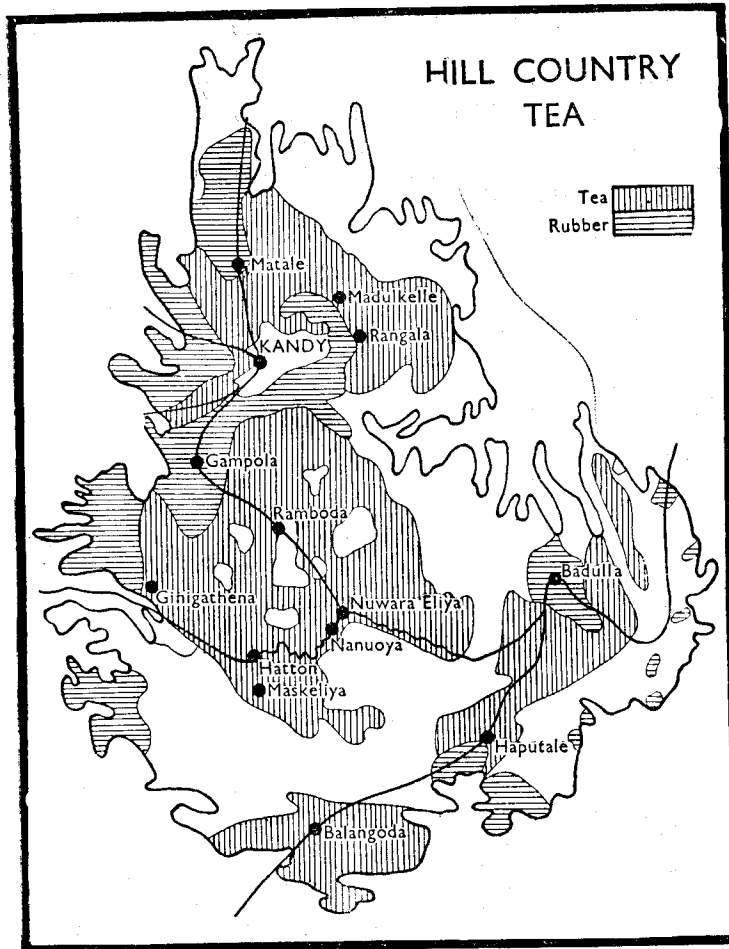 HILL COUNTRY
TEA
Tea
Rubber
Matale
Madulkelle
Rangala
KANDY
Gampola
Ramboda
Badulla
Ginigathena
Nuwara Eliya
Nanuoya
Hatton
Maskeliya
Haputale
Balangoda